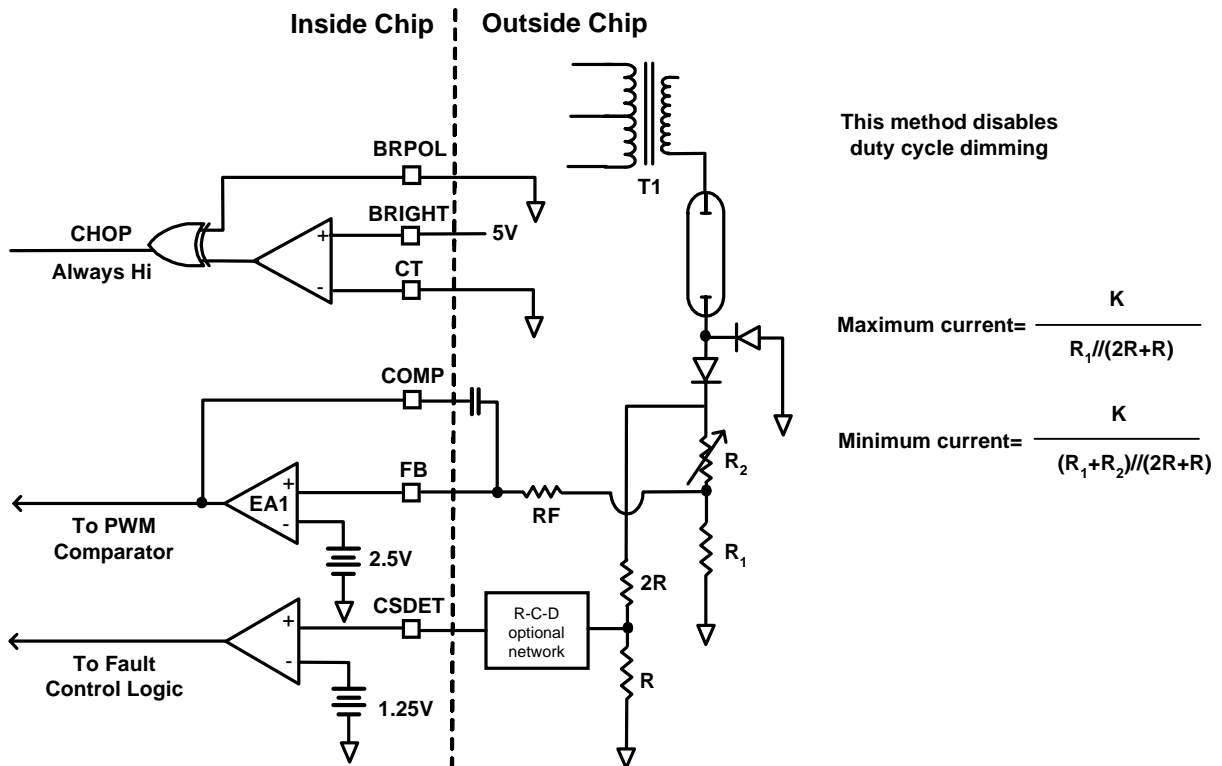 Inside Chip
Outside Chip
This method disables
duty cycle dimming
T1
BRPOL
BRIGHT
5V
CHOP
Always Hi
+
-
CT
Maximum current=
K
R1//(2R+R)
COMP
Minimum current=
K
(R1+R2)//(2R+R)
R2
FB
EA1
+
-
RF
To PWM
Comparator
2.5V
R1
2R
CSDET
R-C-D
optional
network
+
-
To Fault
Control Logic
R
1.25V